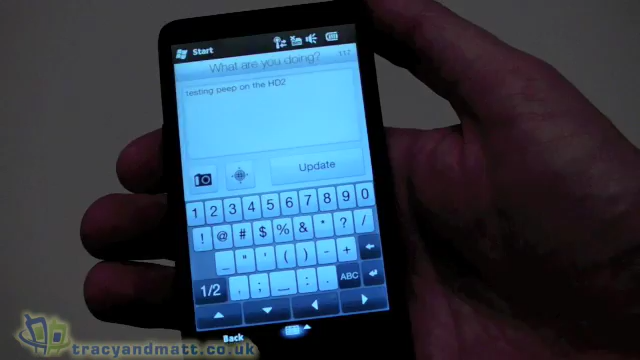 Start
What are you doing? 117
testing peep on the HD2
Update
1 2 3 4 5 6 7 8 9 0
! @ # $ % & * ? /
_ " ' ( ) - +
1/2 , ; : . ABC
Back
tracyandmatt.co.uk